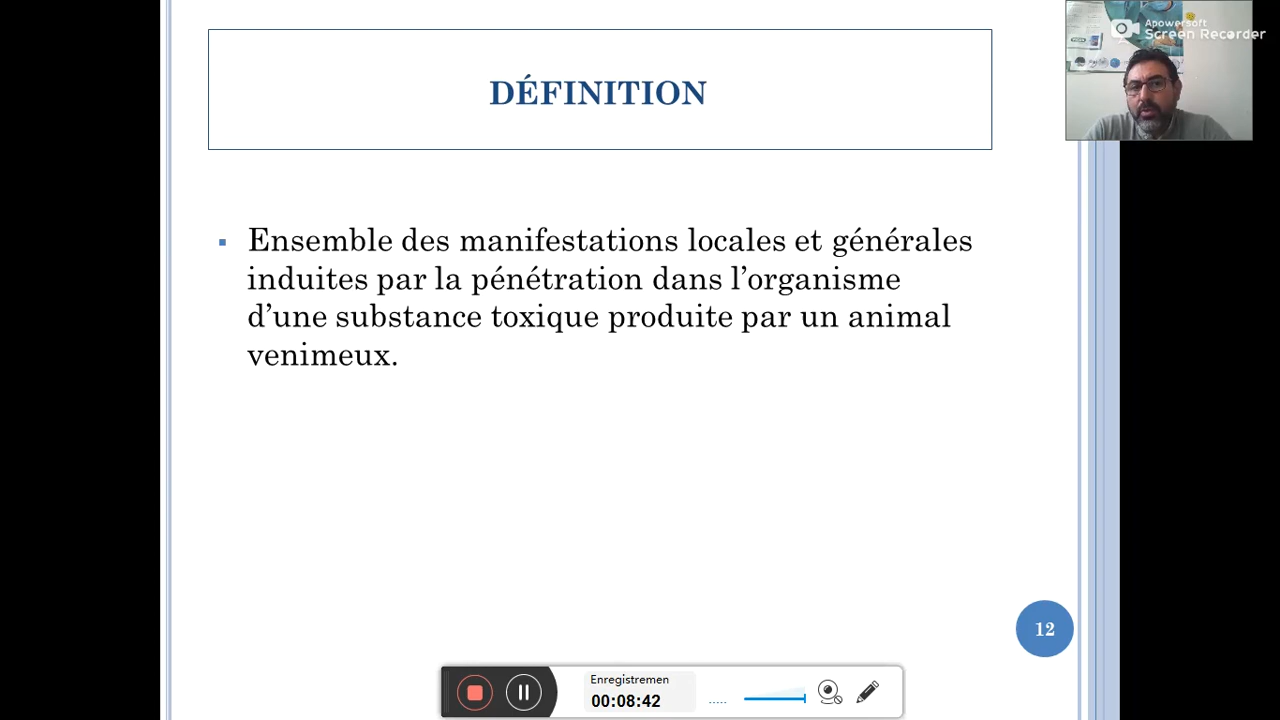 Apowersoft
Screen Recorder
DÉFINITION
▪ Ensemble des manifestations locales et générales
induites par la pénétration dans l’organisme
d’une substance toxique produite par un animal
venimeux.
12
Enregistremen
00:08:42